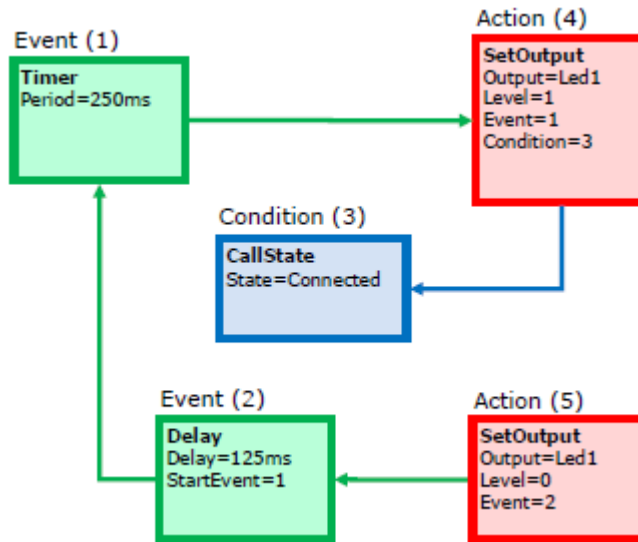 Event (1)
Timer
Period=250ms
Action (4)
SetOutput
Output=Led1
Level=1
Event=1
Condition=3
Condition (3)
CallState
State=Connected
Event (2)
Delay
Delay=125ms
StartEvent=1
Action (5)
SetOutput
Output=Led1
Level=0
Event=2